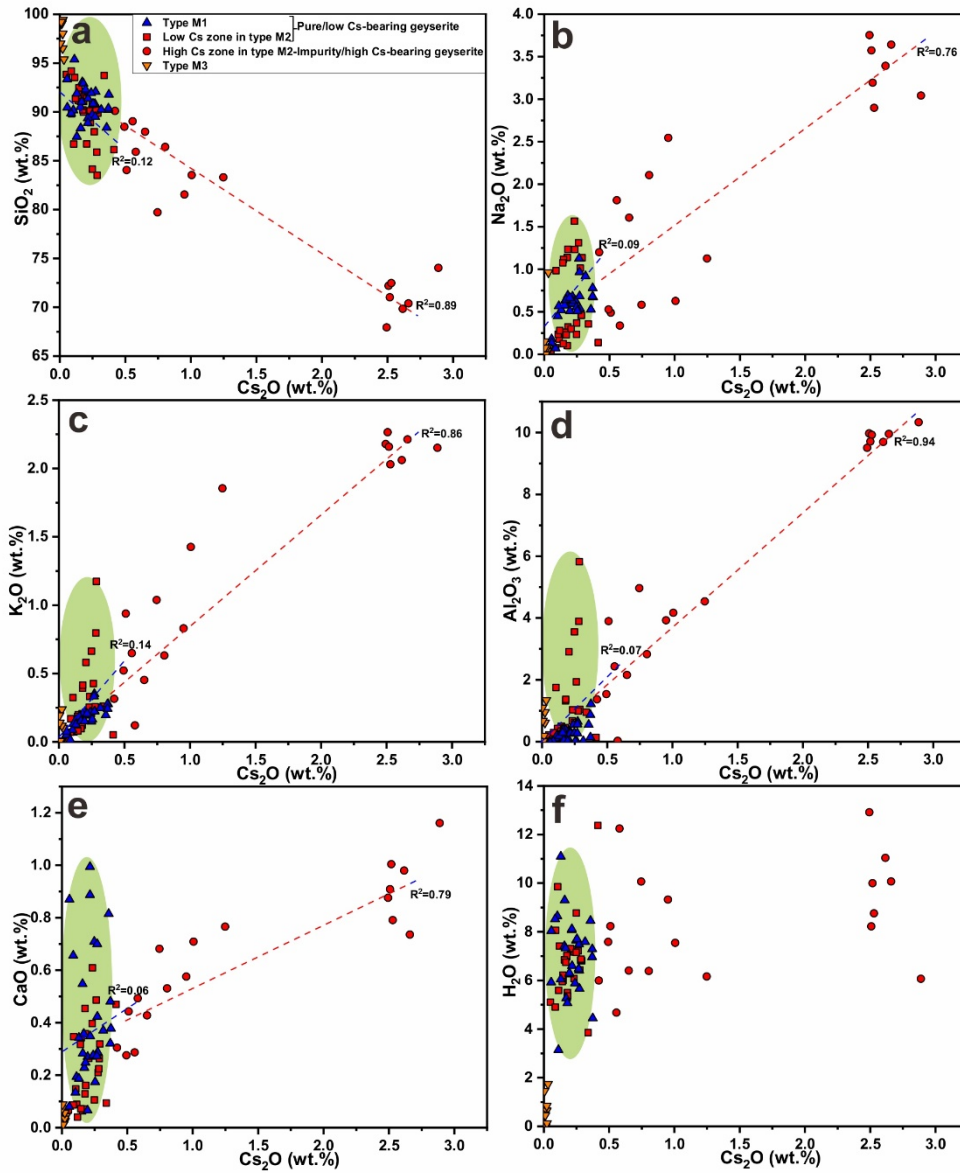 a
Type M1
Low Cs zone in type M2
Pure/low Cs-bearing geyserite
High Cs zone in type M2-Impurity/high Cs-bearing geyserite
Type M3
100
95
90
85
80
75
70
65
SiO2 (wt.%)
R2=0.12
R2=0.89
0.0 0.5 1.0 1.5 2.0 2.5 3.0
Cs2O (wt.%)
b
4.0
3.5
3.0
2.5
2.0
1.5
1.0
0.5
0.0
Na2O (wt.%)
R2=0.76
R2=0.09
0.0 0.5 1.0 1.5 2.0 2.5 3.0
Cs2O (wt.%)
c
2.5
2.0
1.5
1.0
0.5
0.0
K2O (wt.%)
R2=0.86
R2=0.14
0.0 0.5 1.0 1.5 2.0 2.5 3.0
Cs2O (wt.%)
d
10
8
6
4
2
0
Al2O3 (wt.%)
R2=0.94
R2=0.07
0.0 0.5 1.0 1.5 2.0 2.5 3.0
Cs2O (wt.%)
e
1.2
1.0
0.8
0.6
0.4
0.2
0.0
CaO (wt.%)
R2=0.79
R2=0.06
0.0 0.5 1.0 1.5 2.0 2.5 3.0
Cs2O (wt.%)
f
14
12
10
8
6
4
2
0
H2O (wt.%)
0.0 0.5 1.0 1.5 2.0 2.5 3.0
Cs2O (wt.%)